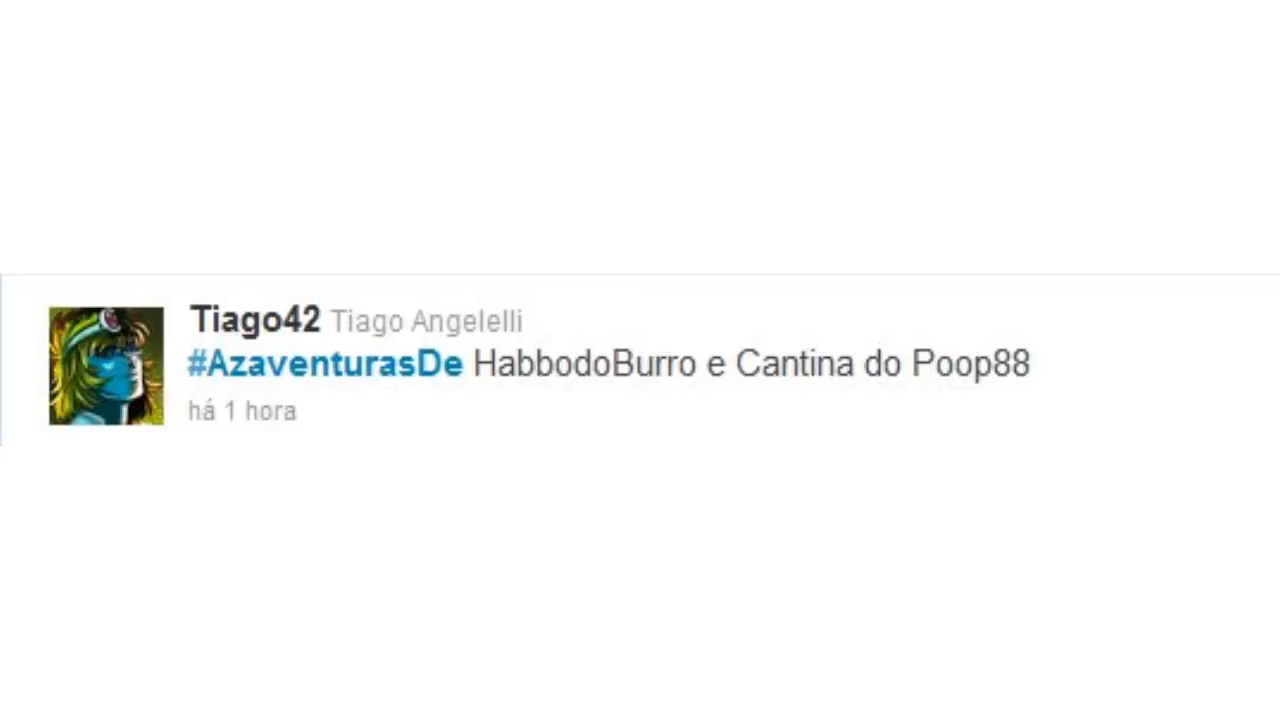 Tiago42 Tiago Angelelli
#AzaventurasDe HabbodoBurro e Cantina do Poop88
há 1 hora